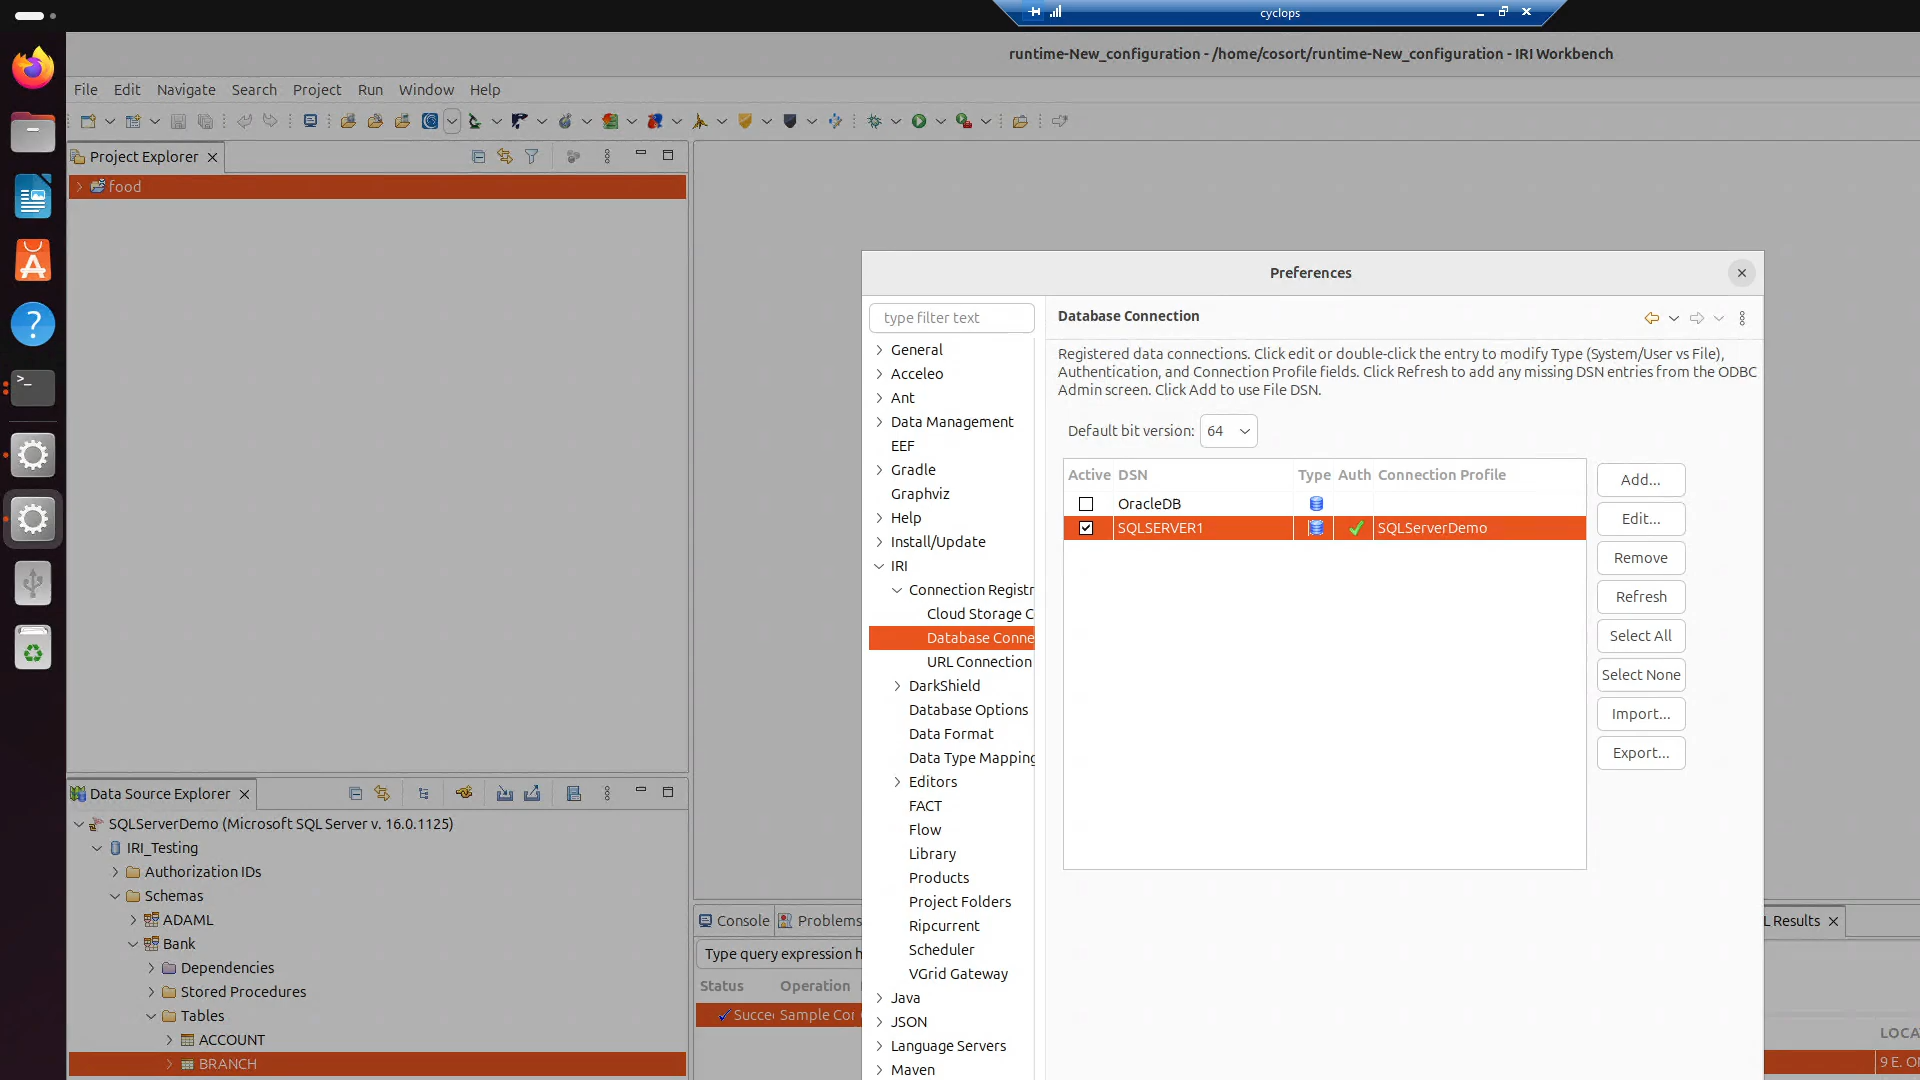 cyclops
runtime-New_configuration - /home/cosort/runtime-New_configuration - IRI Workbench
File Edit Navigate Search Project Run Window Help
Project Explorer
food
Preferences
type filter text
General
Acceleo
Ant
Data Management
EEF
Gradle
Graphviz
Help
Install/Update
IRI
Connection Registr
Cloud Storage C
Database Conne
URL Connection
DarkShield
Database Options
Data Format
Data Type Mapping
Editors
FACT
Flow
Library
Products
Project Folders
Ripcurrent
Scheduler
VGrid Gateway
Java
JSON
Language Servers
Maven
Database Connection
Registered data connections. Click edit or double-click the entry to modify Type (System/User vs File),
Authentication, and Connection Profile fields. Click Refresh to add any missing DSN entries from the ODBC
Admin screen. Click Add to use File DSN.
Default bit version: 64
Active DSN Type Auth Connection Profile
OracleDB
SQLSERVER1 SQLServerDemo
Add...
Edit...
Remove
Refresh
Select All
Select None
Import...
Export...
Data Source Explorer
SQLServerDemo (Microsoft SQL Server v. 16.0.1125)
IRI_Testing
Authorization IDs
Schemas
ADAML
Bank
Dependencies
Stored Procedures
Tables
ACCOUNT
BRANCH
Console Problems
L Results
Type query expression h
Status Operation
Succe Sample Cor
LOCA
9 E. O